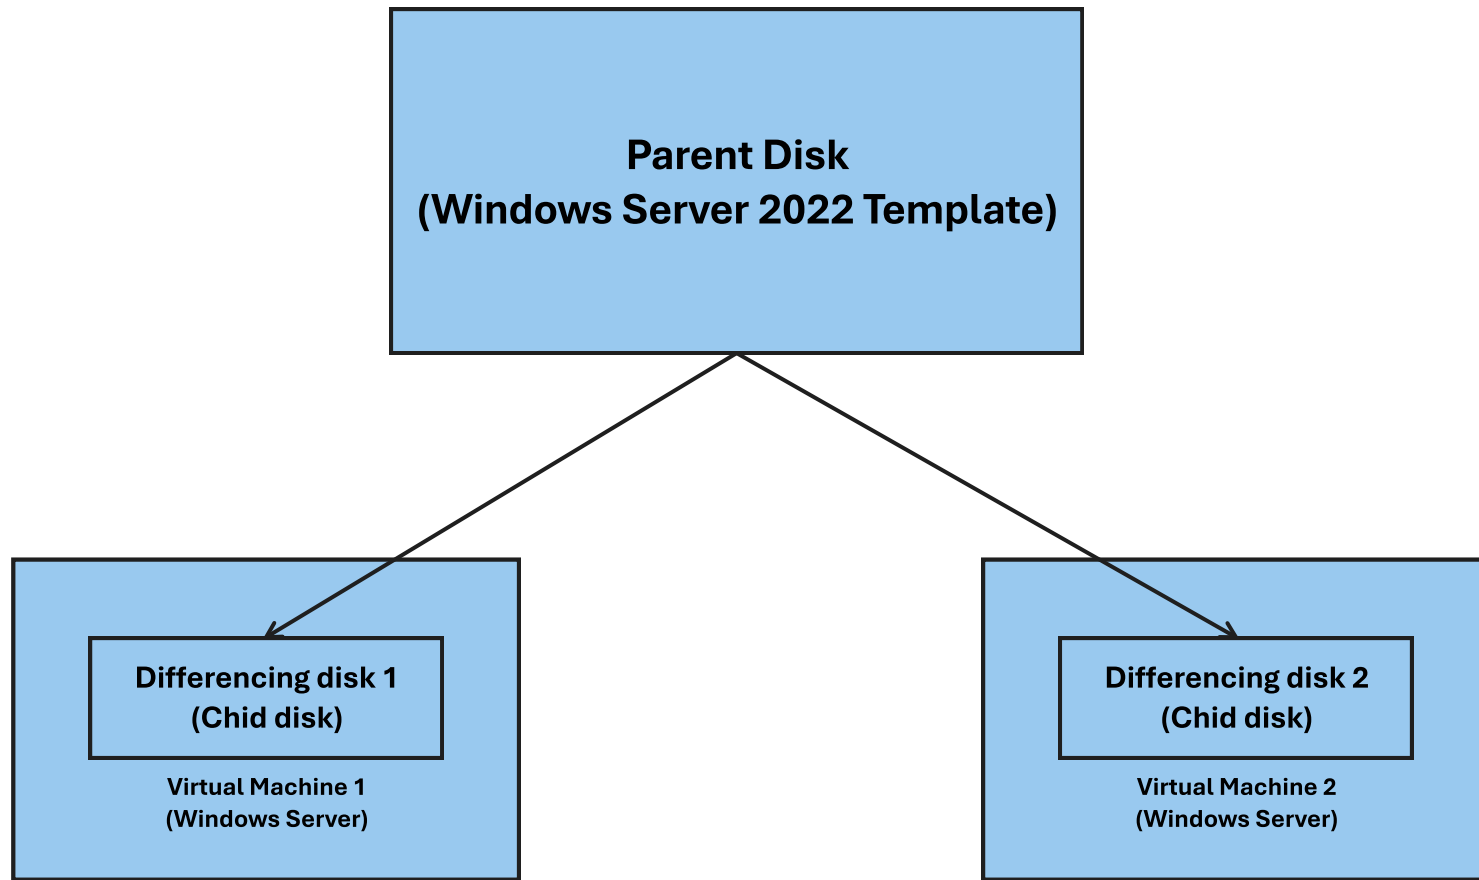 Parent Disk
(Windows Server 2022 Template)
Differencing disk 1
(Chid disk)
Virtual Machine 1
(Windows Server)
Differencing disk 2
(Chid disk)
Virtual Machine 2
(Windows Server)